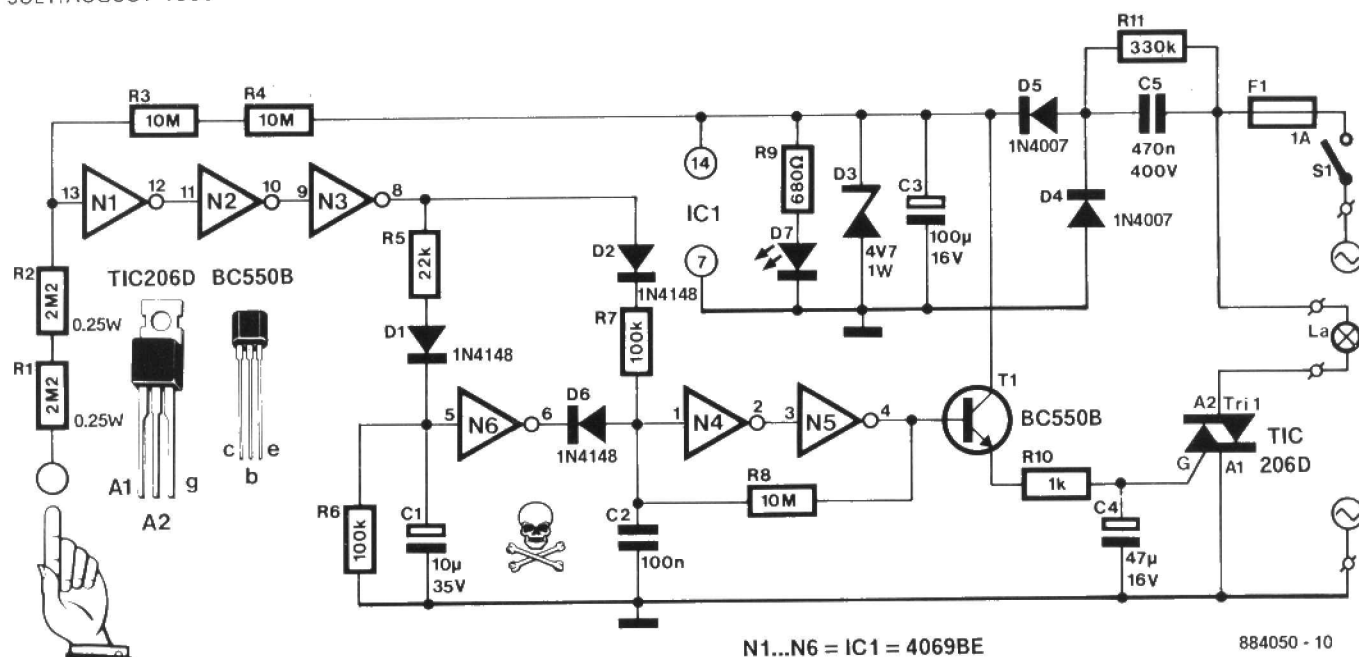 R11
330k
R3
10M
R4
10M
D5
1N4007
C5
470n
400V
F1
1A
S1
13
N1
12
11
N2
10
9
N3
8
R5
22k
D2
1N4148
14
IC1
7
R9
680Ω
D7
D3
4V7
1W
C3
100µ
16V
D4
1N4007
R2
2M2
0.25W
TIC206D
BC550B
R1
2M2
0.25W
A1
g
A2
c
e
b
D1
1N4148
R7
100k
La
5
N6
6
D6
1N4148
1
N4
2
3
N5
4
T1
BC550B
A2
Tri 1
TIC
206D
G
A1
R10
1k
R8
10M
R6
100k
C1
10µ
35V
C2
100n
C4
47µ
16V
N1...N6 = IC1 = 4069BE
884050 - 10